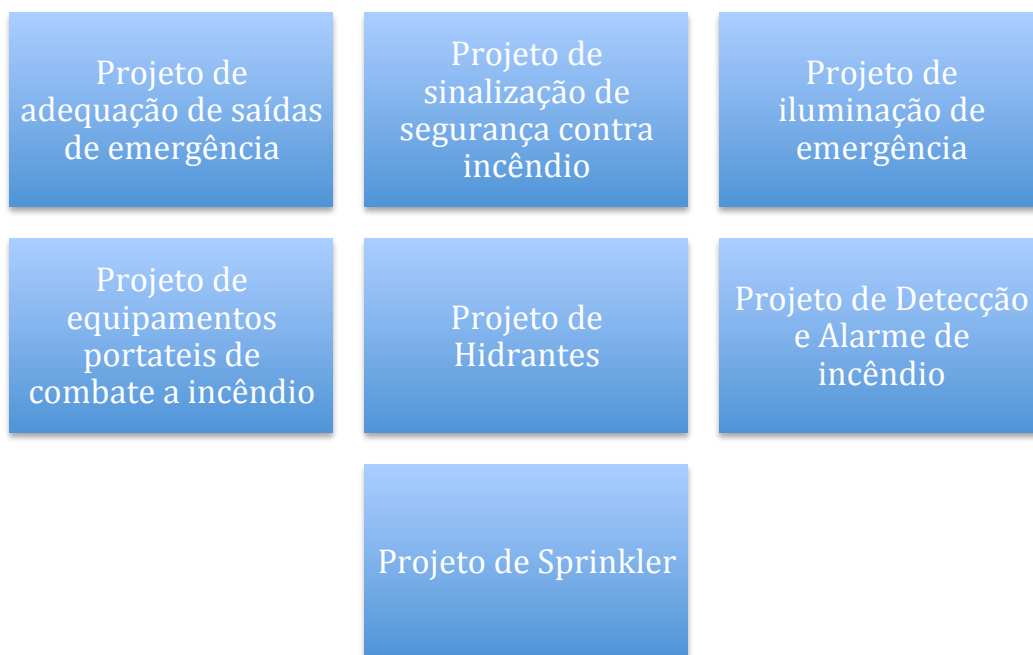 Projeto de
adequação de saídas
de emergência
Projeto de
sinalização de
segurança contra
incêndio
Projeto de
iluminação de
emergência
Projeto de
equipamentos
portateis de
combate a incêndio
Projeto de
Hidrantes
Projeto de Detecção
e Alarme de
incêndio
Projeto de Sprinkler